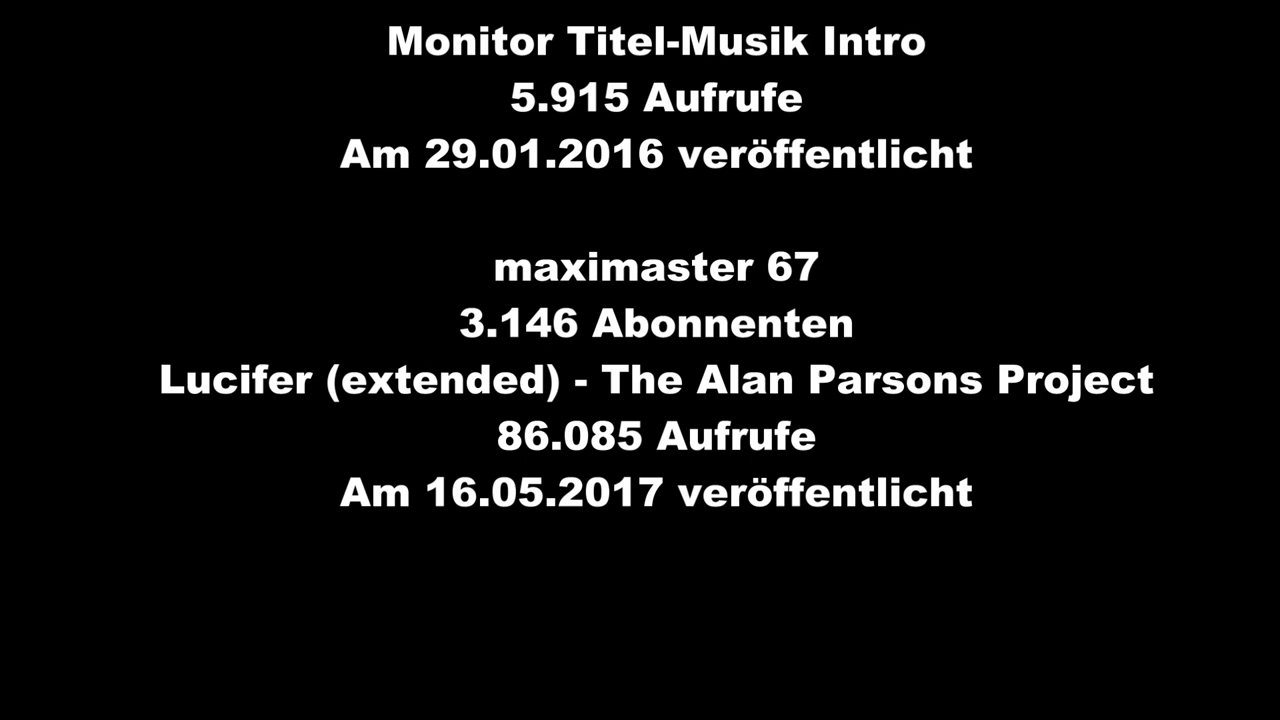 Monitor Titel-Musik Intro
5.915 Aufrufe
Am 29.01.2016 veröffentlicht
maximaster 67
3.146 Abonnenten
Lucifer (extended) - The Alan Parsons Project
86.085 Aufrufe
Am 16.05.2017 veröffentlicht